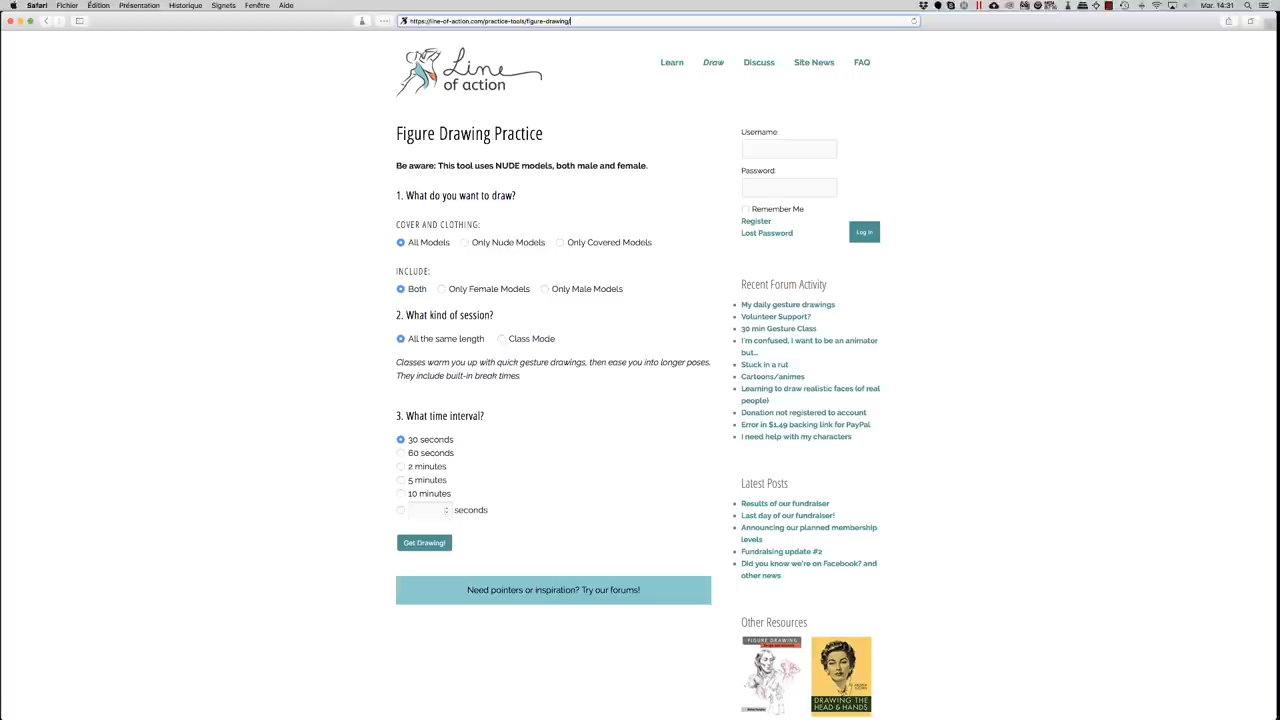 Safari Fichier Édition Présentation Historique Signets Fenêtre Aide
Mar. 14:31
https://line-of-action.com/practice-tools/figure-drawing/
Line
of action
Learn Draw Discuss Site News FAQ
Figure Drawing Practice
Be aware: This tool uses NUDE models, both male and female.
1. What do you want to draw?
COVER AND CLOTHING:
All Models Only Nude Models Only Covered Models
INCLUDE:
Both Only Female Models Only Male Models
2. What kind of session?
All the same length Class Mode
Classes warm you up with quick gesture drawings, then ease you into longer poses.
They include built-in break times.
3. What time interval?
30 seconds
60 seconds
2 minutes
5 minutes
10 minutes
seconds
Get Drawing!
Need pointers or inspiration? Try our forums!
Username:
Password:
Remember Me
Register
Lost Password
Log In
Recent Forum Activity
My daily gesture drawings
Volunteer Support?
30 min Gesture Class
I'm confused, I want to be an animator
but...
Stuck in a rut
Cartoons/animes
Learning to draw realistic faces (of real
people)
Donation not registered to account
Error in $1.49 backing link for PayPal
I need help with my characters
Latest Posts
Results of our fundraiser
Last day of our fundraiser!
Announcing our planned membership
levels
Fundraising update #2
Did you know we're on Facebook? and
other news
Other Resources
FIGURE DRAWING
DRAWING THE
HEAD & HANDS